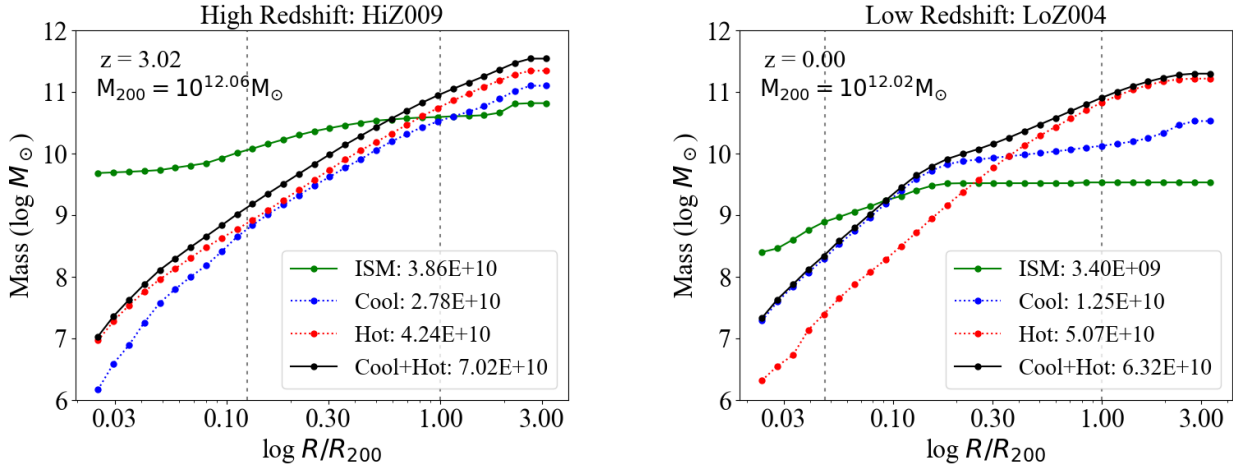 High Redshift: HiZ009
12
11
10
9
8
7
6
Mass (log M⊙)
z = 3.02
M200 = 10^12.06 M⊙
ISM: 3.86E+10
Cool: 2.78E+10
Hot: 4.24E+10
Cool+Hot: 7.02E+10
0.03 0.10 0.30 1.00 3.00
log R/R200
Low Redshift: LoZ004
12
11
10
9
8
7
6
Mass (log M⊙)
z = 0.00
M200 = 10^12.02 M⊙
ISM: 3.40E+09
Cool: 1.25E+10
Hot: 5.07E+10
Cool+Hot: 6.32E+10
0.03 0.10 0.30 1.00 3.00
log R/R200